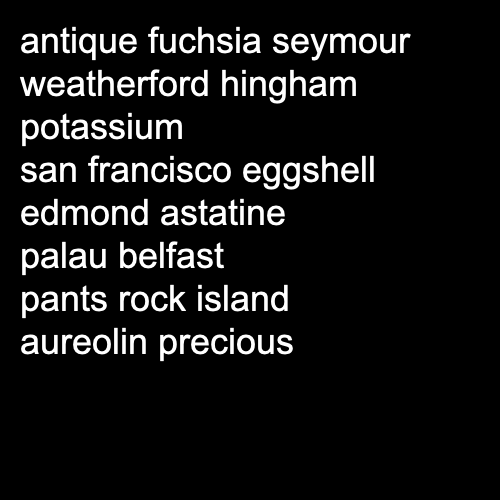 antique fuchsia seymour
weatherford hingham
potassium
san francisco eggshell
edmond astatine
palau belfast
pants rock island
aureolin precious